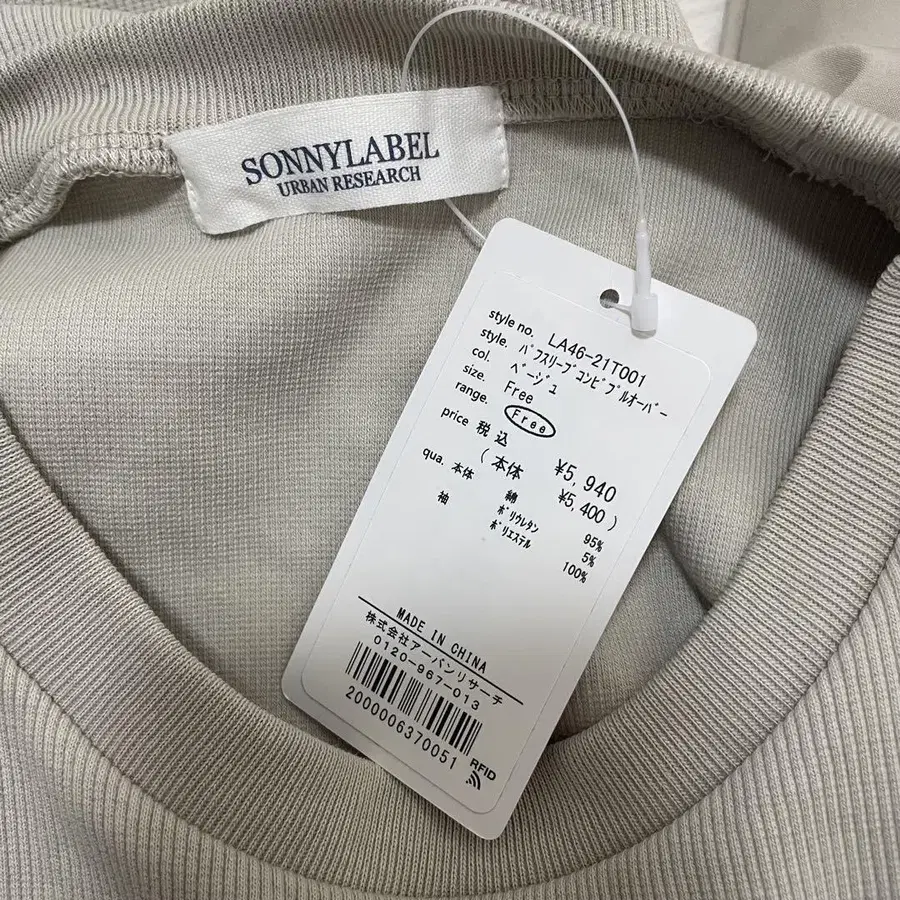 SONNYLABEL
URBAN RESEARCH
style no. LA46-21T001
style. ﾊﾟﾌｽﾘｰﾌﾞｺﾝﾋﾞﾌﾟﾙｵｰﾊﾞｰ
col. ﾍﾞｰｼﾞｭ
size. Free
range. Free
price 税込 ¥5,940
(本体 ¥5,400)
qua. 本体 綿 95%
ﾎﾟﾘｳﾚﾀﾝ 5%
袖 ﾎﾟﾘｴｽﾃﾙ 100%
MADE IN CHINA
株式会社アーバンリサーチ
0120-967-013
2000006370051
RFID